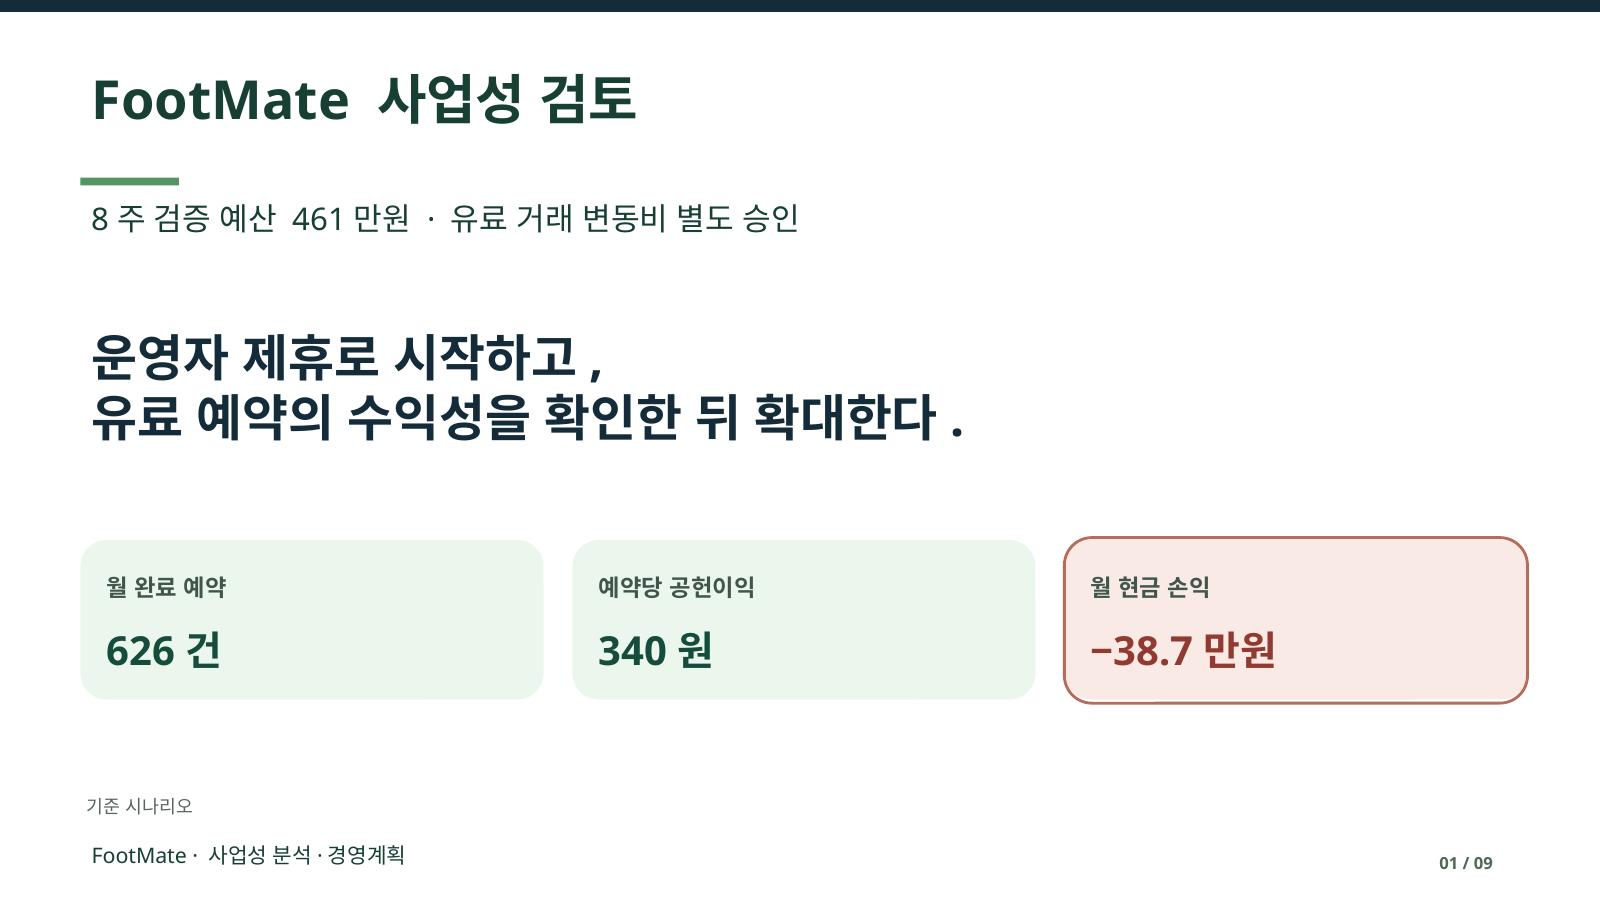 FootMate 사업성 검토
8 주 검증 예산 461 만원 · 유료 거래 변동비 별도 승인
운영자 제휴로 시작하고 ,
유료 예약의 수익성을 확인한 뒤 확대한다 .
월 완료 예약
626 건
예약당 공헌이익
340 원
월 현금 손익
−38.7 만원
기준 시나리오
FootMate · 사업성 분석 · 경영계획
01 / 09